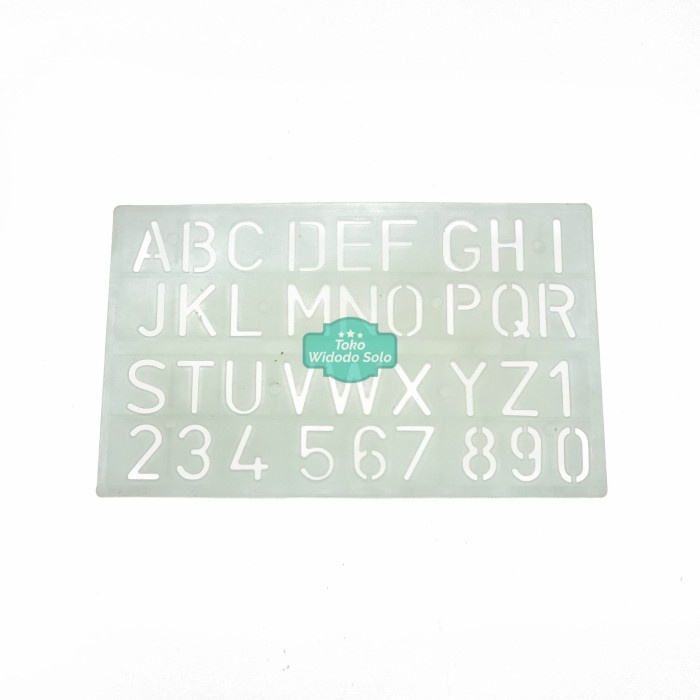 ABC DEF GHI
JKL MNO PQR
Toko
Widodo Solo
STU VWX YZ1
234 567 890